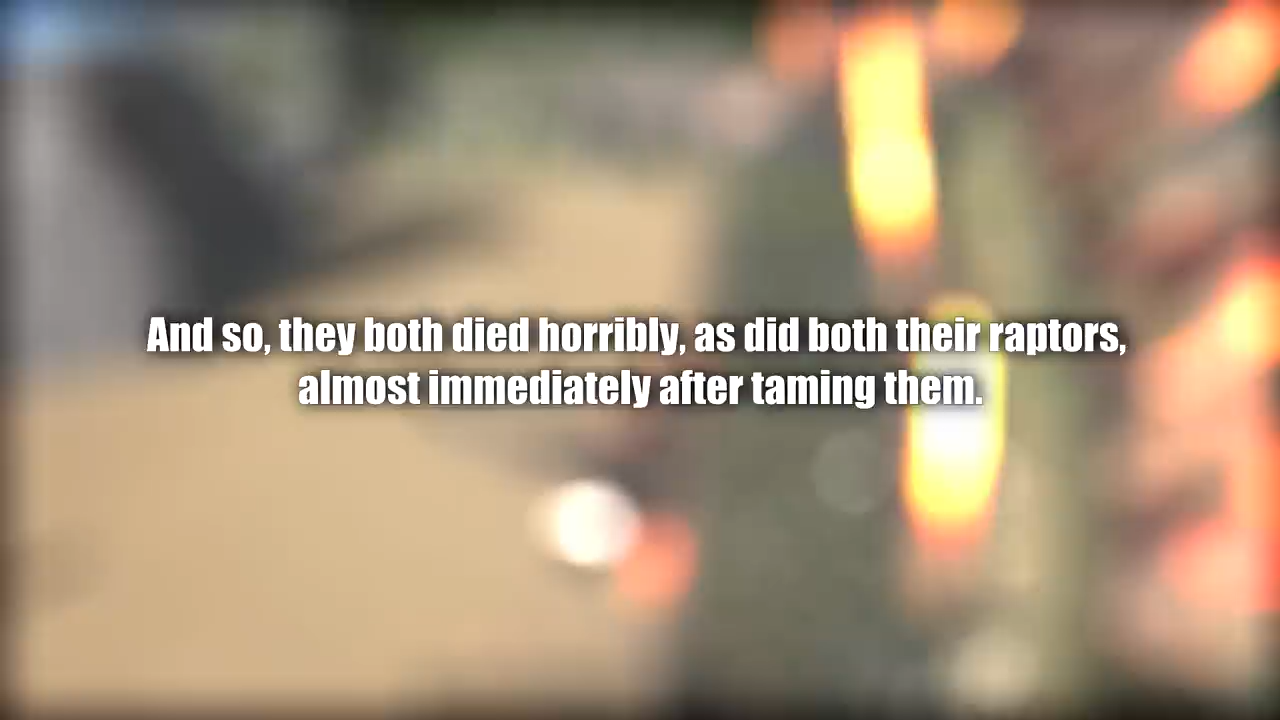 And so, they both died horribly, as did both their raptors,
almost immediately after taming them.